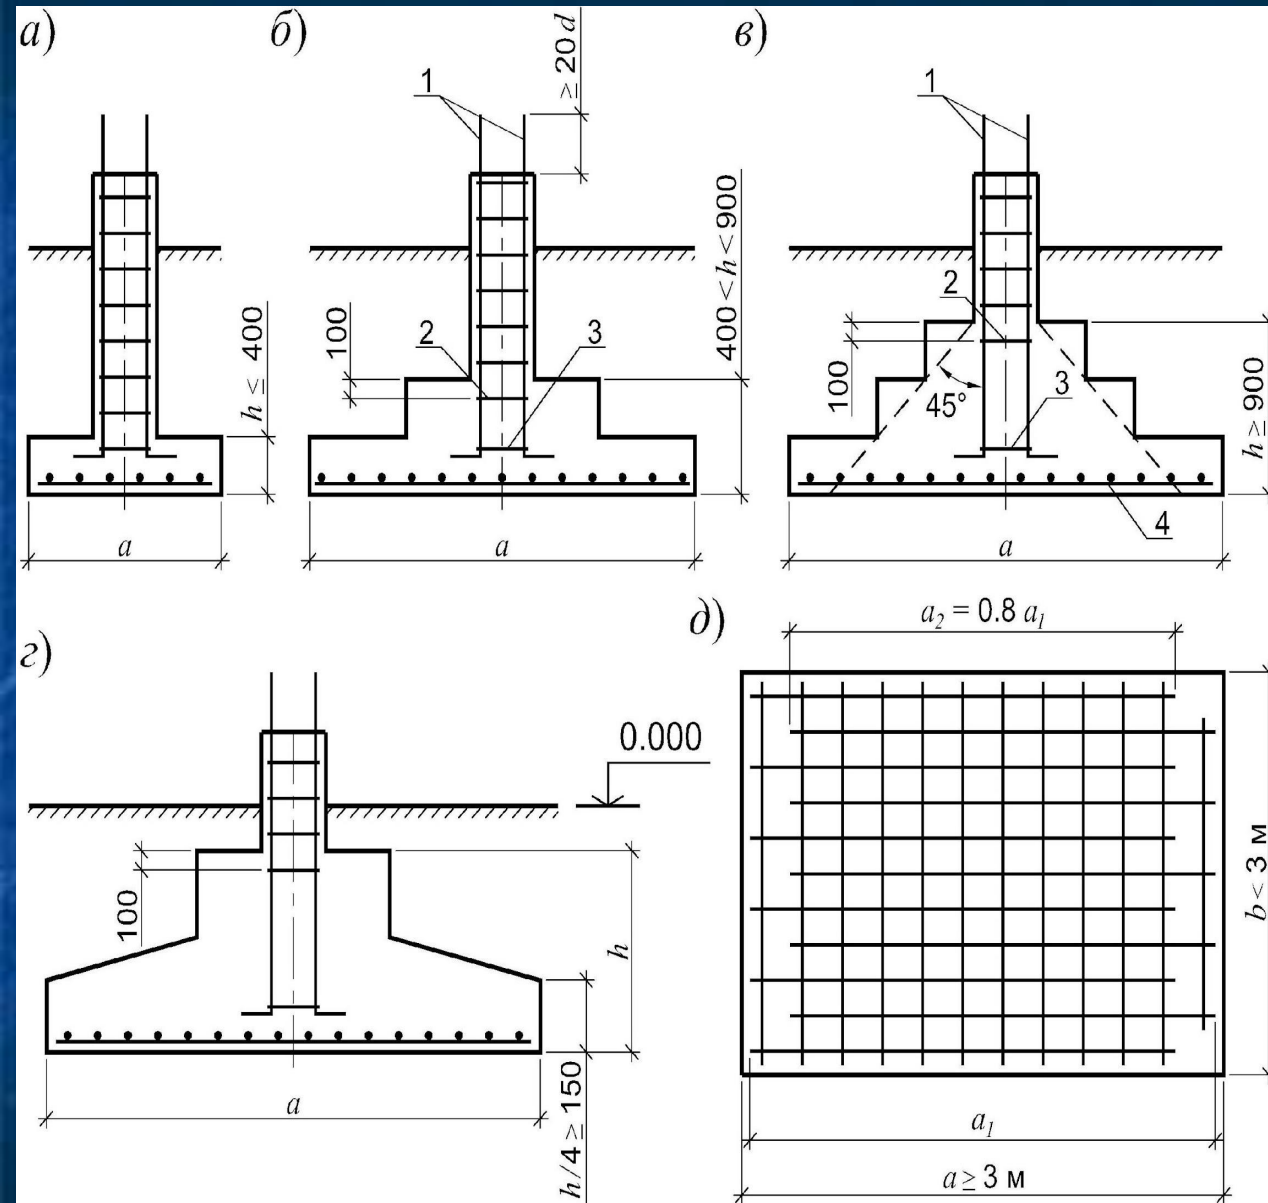 а)
б)
в)
1
≥ 20 d
1
h ≤ 400
100
2
3
400 < h < 900
2
100
45°
3
h ≥ 900
4
a
a
a
г)
д)
a₂ = 0.8 a₁
0.000
100
h
b < 3 м
a
h/4 ≥ 150
a₁
a ≥ 3 м